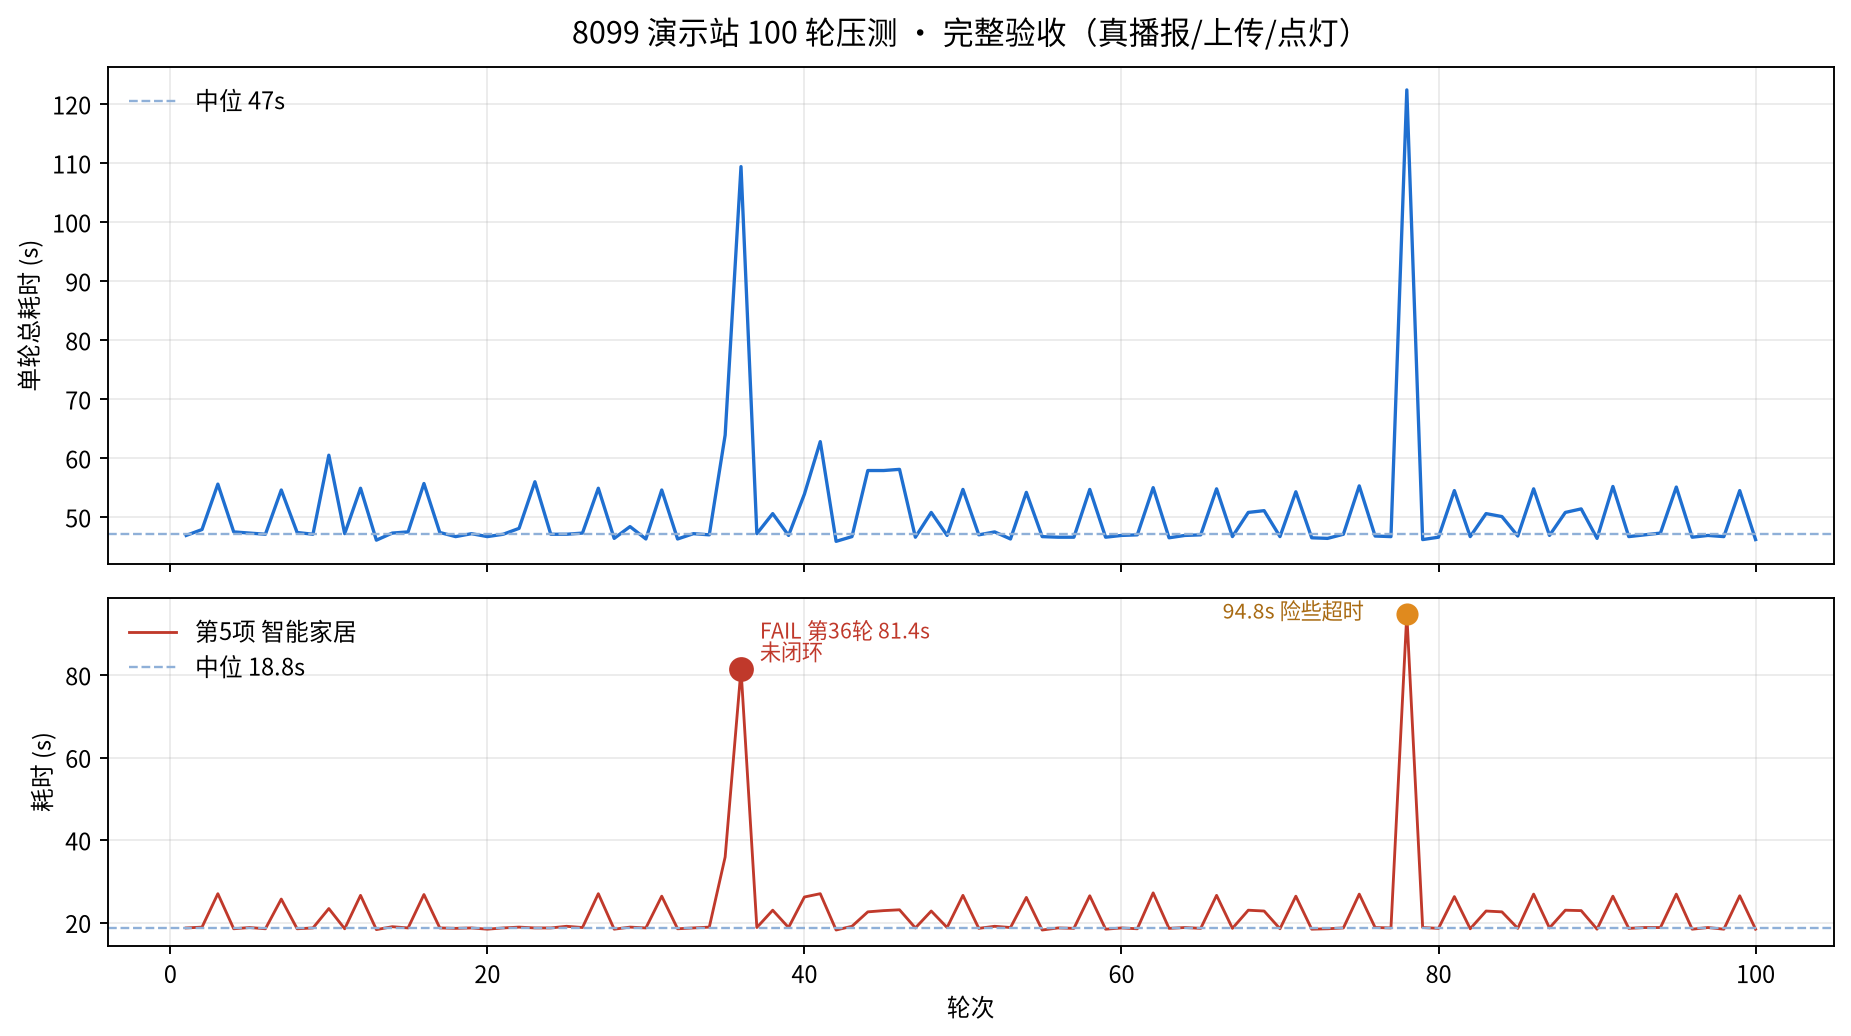 8099 演示站 100 轮压测 · 完整验收（真播报/上传/点灯）
中位 47s
120
110
100
90
80
70
60
50
单轮总耗时 (s)
第5项 智能家居
中位 18.8s
FAIL 第36轮 81.4s
未闭环
94.8s 险些超时
80
60
40
20
耗时 (s)
0 20 40 60 80 100
轮次